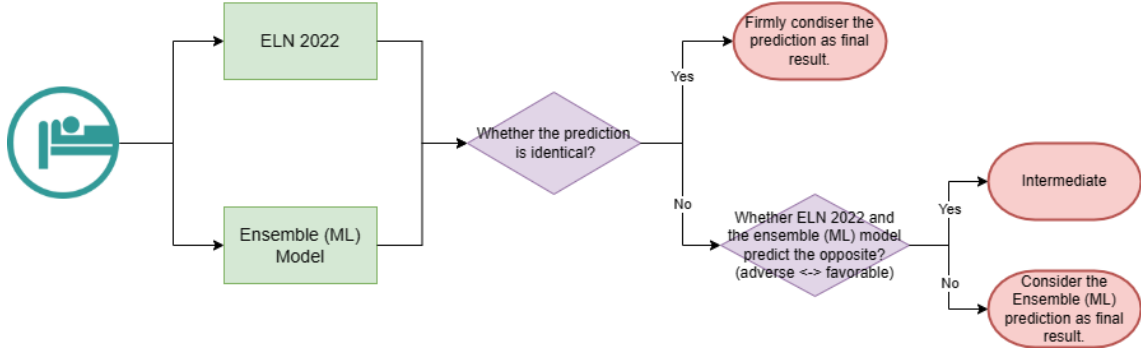 ELN 2022
Ensemble (ML)
Model
Whether the prediction
is identical?
Yes
Firmly condiser the
prediction as final
result.
No
Whether ELN 2022 and
the ensemble (ML) model
predict the opposite?
(adverse <-> favorable)
Yes
Intermediate
No
Consider the
Ensemble (ML)
prediction as final
result.